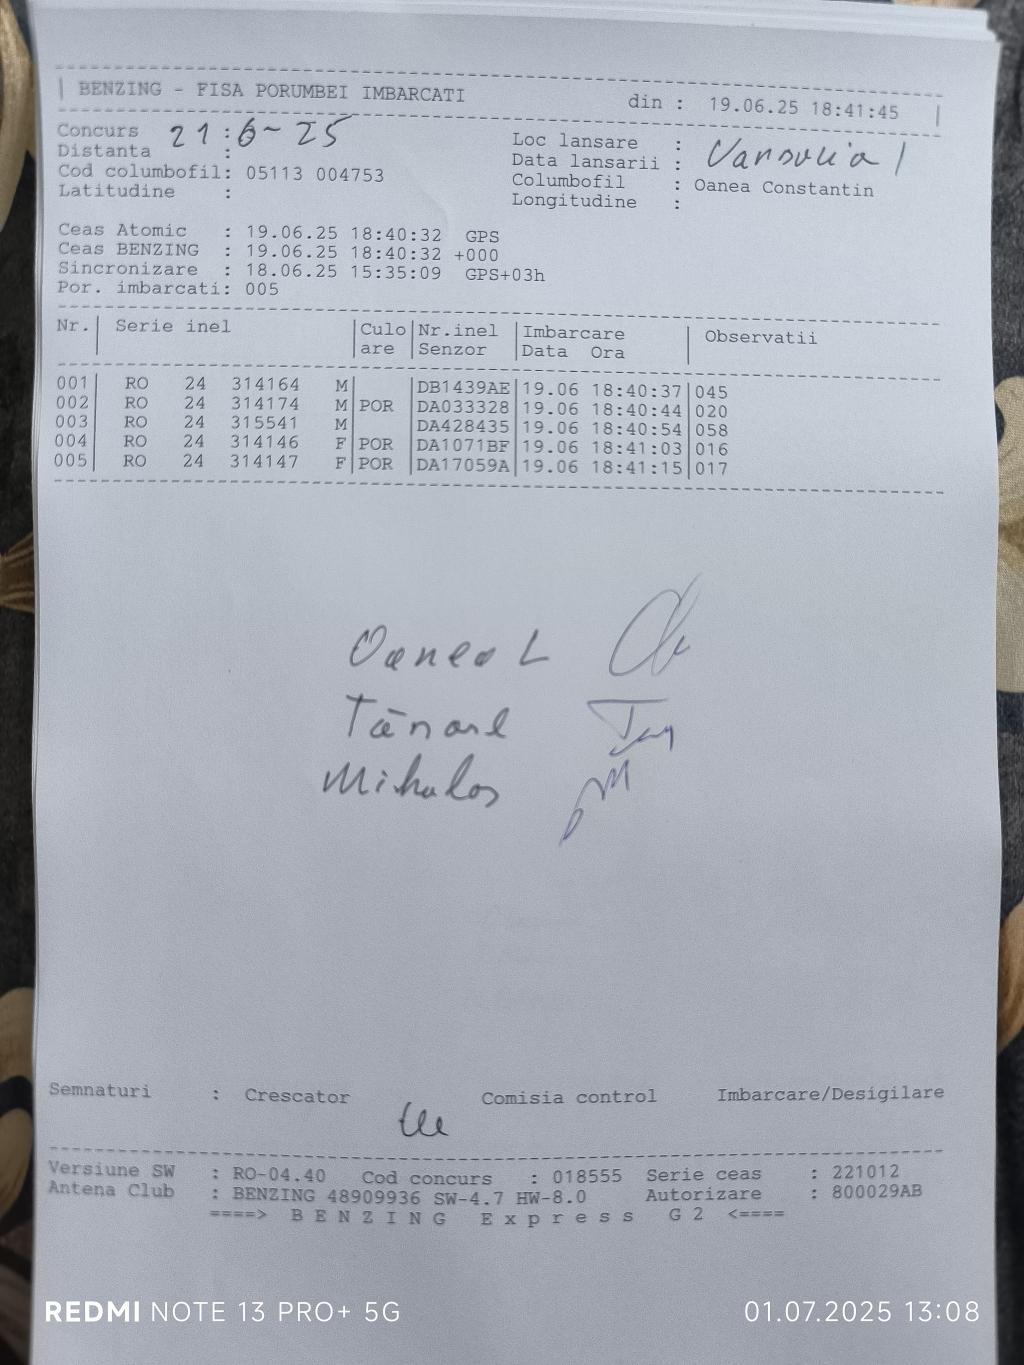 BENZING - FISA PORUMBEI IMBARCATI din : 19.06.25 18:41:45
Concurs : 21-6-25 Loc lansare :
Distanta : Data lansarii : Varsovia 1
Cod columbofil: 05113 004753 Columbofil : Oanea Constantin
Latitudine : Longitudine :
Ceas Atomic : 19.06.25 18:40:32 GPS
Ceas BENZING : 19.06.25 18:40:32 +000
Sincronizare : 18.06.25 15:35:09 GPS+03h
Por. imbarcati: 005
Nr. Serie inel Culo Nr.inel Imbarcare Observatii
are Senzor Data Ora
001 RO 24 314164 M DB1439AE 19.06 18:40:37 045
002 RO 24 314174 M POR DA033328 19.06 18:40:44 020
003 RO 24 315541 M DA428435 19.06 18:40:54 058
004 RO 24 314146 F POR DA1071BF 19.06 18:41:03 016
005 RO 24 314147 F POR DA17059A 19.06 18:41:15 017
Oanea L
Tănase
Mihalos
Semnaturi : Crescator Comisia control Imbarcare/Desigilare
Versiune SW : RO-04.40 Cod concurs : 018555 Serie ceas : 221012
Antena Club : BENZING 48909936 SW-4.7 HW-8.0 Autorizare : 800029AB
====> B E N Z I N G E x p r e s s G 2 <====
REDMI NOTE 13 PRO+ 5G 01.07.2025 13:08